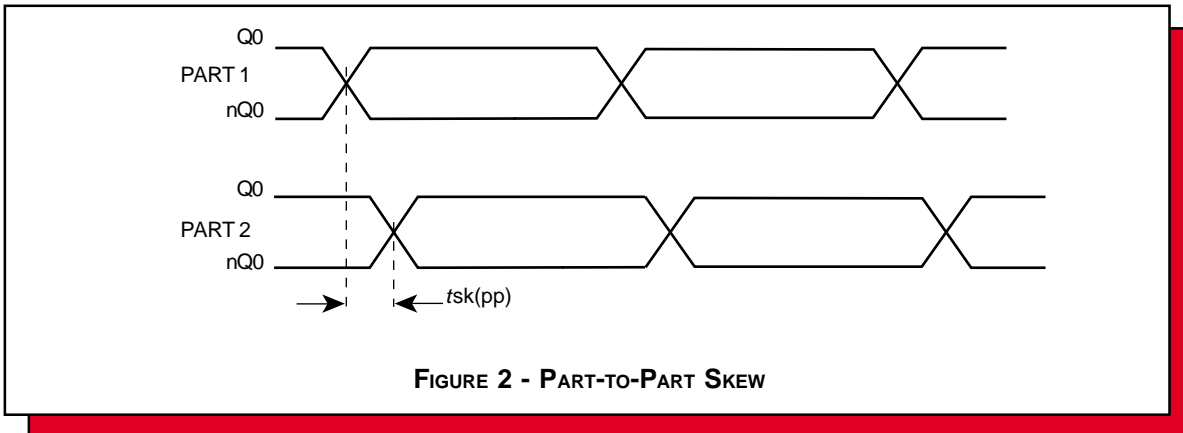 Q0
PART 1
nQ0
Q0
PART 2
nQ0
tsk(pp)
FIGURE 2 - PART-TO-PART SKEW